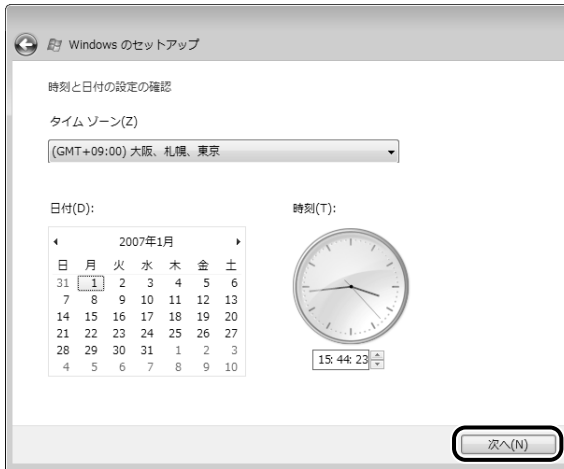 Windows のセットアップ
時刻と日付の設定の確認
タイム ゾーン(Z)
(GMT+09:00) 大阪、札幌、東京
日付(D):
時刻(T):
2007年1月
日 月 火 水 木 金 土
31 1 2 3 4 5 6
7 8 9 10 11 12 13
14 15 16 17 18 19 20
21 22 23 24 25 26 27
28 29 30 31 1 2 3
4 5 6 7 8 9 10
15: 44: 23
次へ(N)